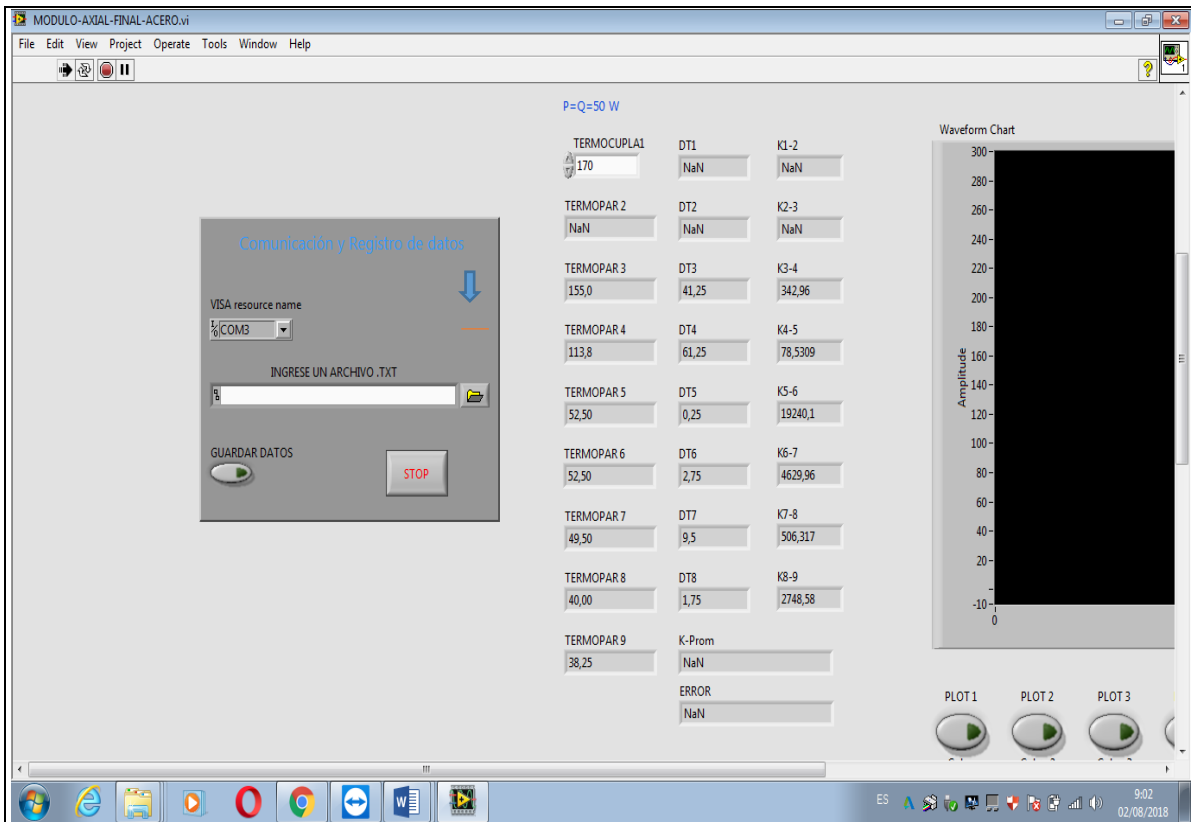 MODULO-AXIAL-FINAL-ACERO.vi
File Edit View Project Operate Tools Window Help
P=Q=50 W
TERMOCUPLA1 DT1 K1-2
170 NaN NaN
TERMOPAR 2 DT2 K2-3
NaN NaN NaN
TERMOPAR 3 DT3 K3-4
155,0 41,25 342,96
TERMOPAR 4 DT4 K4-5
113,8 61,25 78,5309
TERMOPAR 5 DT5 K5-6
52,50 0,25 19240,1
TERMOPAR 6 DT6 K6-7
52,50 2,75 4629,96
TERMOPAR 7 DT7 K7-8
49,50 9,5 506,317
TERMOPAR 8 DT8 K8-9
40,00 1,75 2748,58
TERMOPAR 9 K-Prom
38,25 NaN
ERROR
NaN
Comunicación y Registro de datos
VISA resource name
COM3
INGRESE UN ARCHIVO .TXT
GUARDAR DATOS
STOP
Waveform Chart
Amplitude
300
280
260
240
220
200
180
160
140
120
100
80
60
40
20
-10
0
PLOT 1 PLOT 2 PLOT 3
ES
9:02
02/08/2018